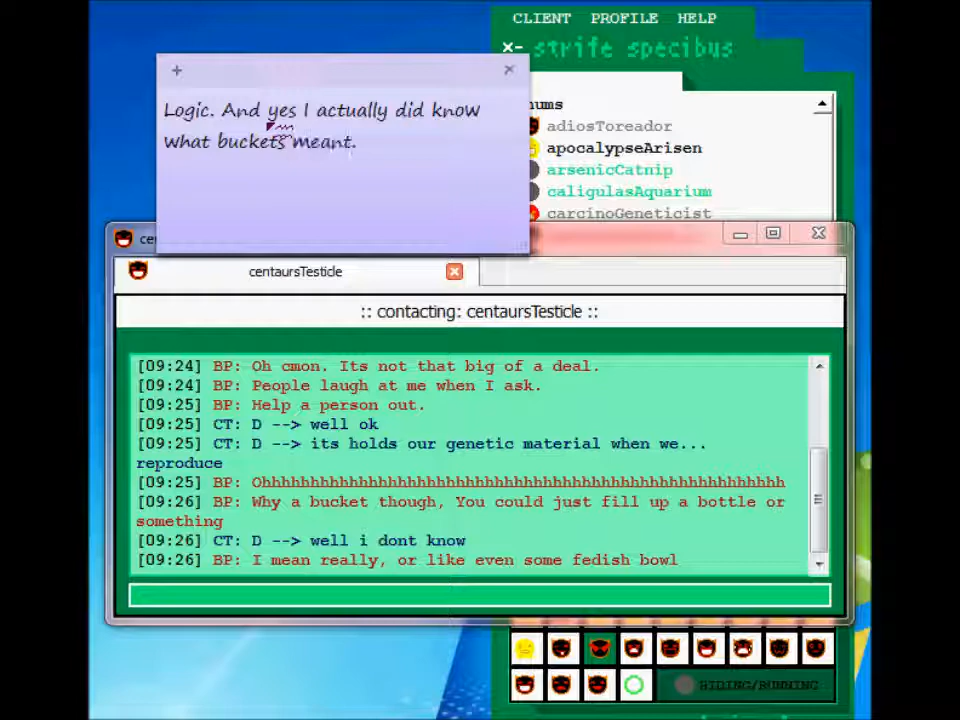 CLIENT PROFILE HELP
x- strife specibus
Logic. And yes I actually did know
what buckets meant.
hums
adiosToreador
apocalypseArisen
arsenicCatnip
caligulasAquarium
carcinoGeneticist
ce
centaursTesticle
:: contacting: centaursTesticle ::
[09:24] BP: Oh cmon. Its not that big of a deal.
[09:24] BP: People laugh at me when I ask.
[09:25] BP: Help a person out.
[09:25] CT: D --> well ok
[09:25] CT: D --> its holds our genetic material when we...
reproduce
[09:25] BP: Ohhhhhhhhhhhhhhhhhhhhhhhhhhhhhhhhhhhhhhhhhhhhhhhhhhhhhhh
[09:26] BP: Why a bucket though, You could just fill up a bottle or
something
[09:26] CT: D --> well i dont know
[09:26] BP: I mean really, or like even some fedish bowl
HIDING/RUNNING